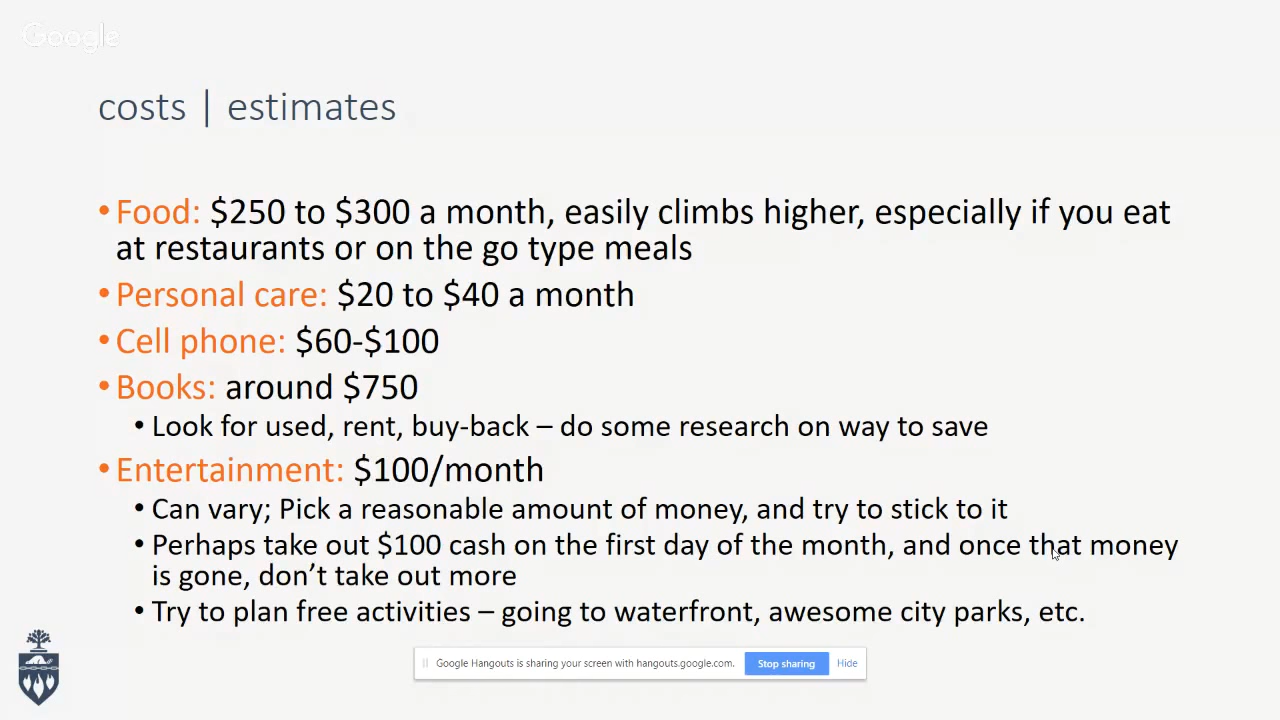 Google
costs | estimates
•Food: $250 to $300 a month, easily climbs higher, especially if you eat
at restaurants or on the go type meals
•Personal care: $20 to $40 a month
•Cell phone: $60-$100
•Books: around $750
•Look for used, rent, buy-back – do some research on way to save
•Entertainment: $100/month
•Can vary; Pick a reasonable amount of money, and try to stick to it
•Perhaps take out $100 cash on the first day of the month, and once that money
is gone, don’t take out more
•Try to plan free activities – going to waterfront, awesome city parks, etc.
Google Hangouts is sharing your screen with hangouts.google.com. Stop sharing Hide